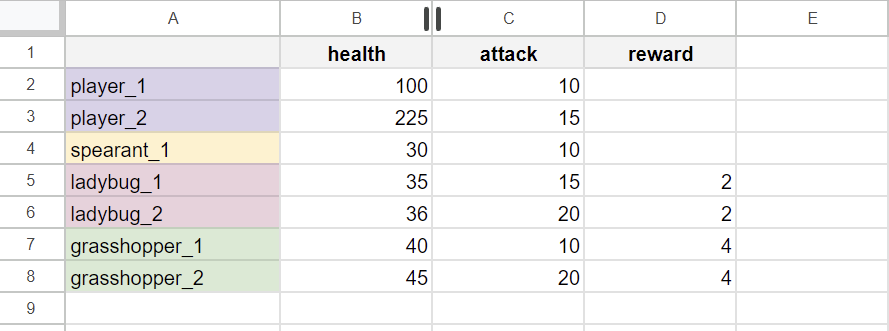 A B C D E
1 health attack reward
2 player_1 100 10
3 player_2 225 15
4 spearant_1 30 10
5 ladybug_1 35 15 2
6 ladybug_2 36 20 2
7 grasshopper_1 40 10 4
8 grasshopper_2 45 20 4
9